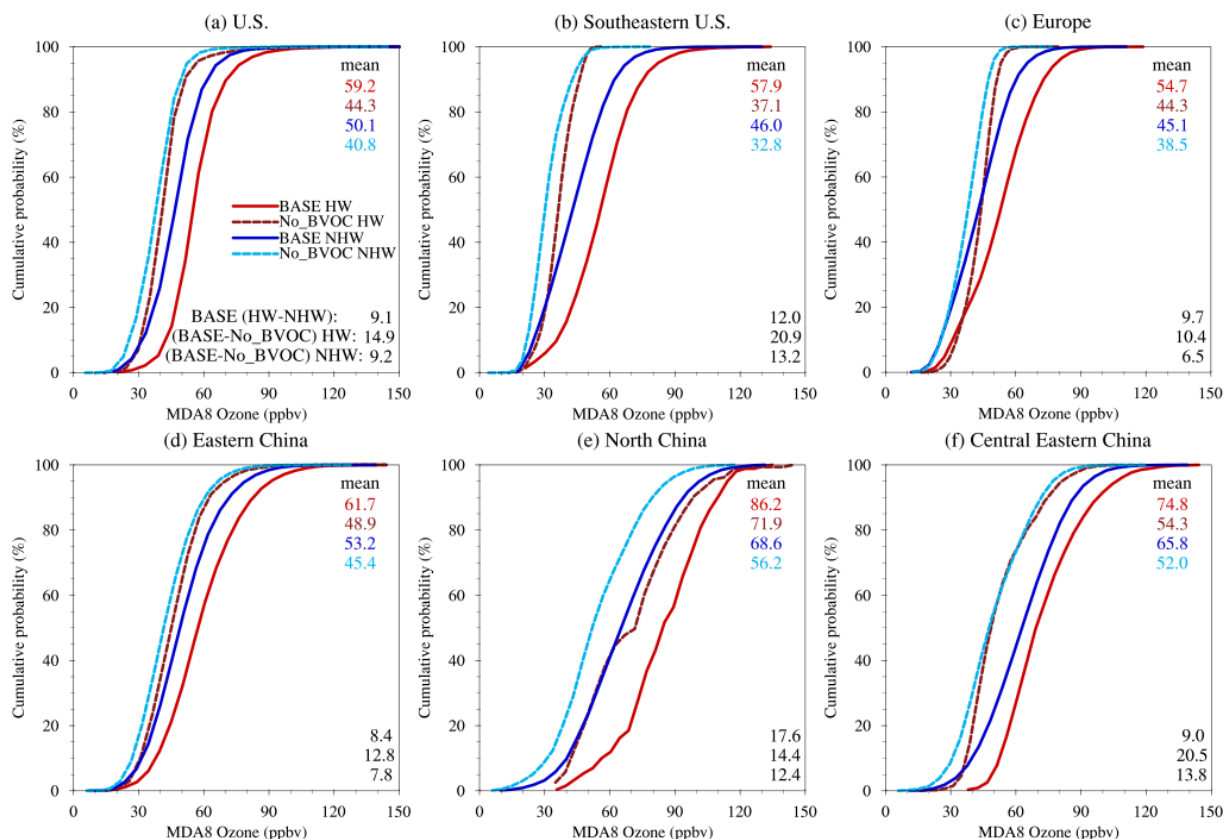 (a) U.S.
(b) Southeastern U.S.
(c) Europe
100
80
60
40
20
0
Cumulative probability (%)
mean
59.2
44.3
50.1
40.8
BASE HW
No_BVOC HW
BASE NHW
No_BVOC NHW
BASE (HW-NHW): 9.1
(BASE-No_BVOC) HW: 14.9
(BASE-No_BVOC) NHW: 9.2
0 30 60 90 120 150
MDA8 Ozone (ppbv)
100
80
60
40
20
0
Cumulative probability (%)
mean
57.9
37.1
46.0
32.8
12.0
20.9
13.2
0 30 60 90 120 150
MDA8 Ozone (ppbv)
100
80
60
40
20
0
Cumulative probability (%)
mean
54.7
44.3
45.1
38.5
9.7
10.4
6.5
0 30 60 90 120 150
MDA8 Ozone (ppbv)
(d) Eastern China
(e) North China
(f) Central Eastern China
100
80
60
40
20
0
Cumulative probability (%)
mean
61.7
48.9
53.2
45.4
8.4
12.8
7.8
0 30 60 90 120 150
MDA8 Ozone (ppbv)
100
80
60
40
20
0
Cumulative probability (%)
mean
86.2
71.9
68.6
56.2
17.6
14.4
12.4
0 30 60 90 120 150
MDA8 Ozone (ppbv)
100
80
60
40
20
0
Cumulative probability (%)
mean
74.8
54.3
65.8
52.0
9.0
20.5
13.8
0 30 60 90 120 150
MDA8 Ozone (ppbv)